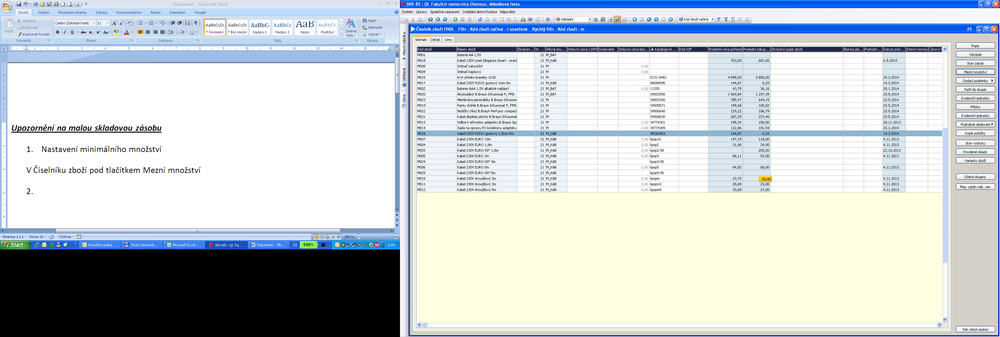 Dokument1 - Microsoft Word
Domů Vložení Rozložení stránky Odkazy Korespondence Revize Zobrazení Vývojář
Vložit
Vyjmout
Kopírovat
Kopírovat formát
Schránka
Calibri (Základní text) 11
Písmo
Odstavec
AaBbCcDc AaBbCcDc AaBbC AaBbCc AaB AaBbCc.
¶ Normální ¶ Bez mezer Nadpis 1 Nadpis 2 Název Podtitul
Změnit styly
Styly
Najít
Nahradit
Vybrat
Úpravy
Upozornění na malou skladovou zásobu
1. Nastavení minimálního množství
V Číselníku zboží pod tlačítkem Mezní množství
2.
Stránka: 1 z 1 Slova: 16 Čeština 200 %
Start Doručená pošta ... Total Command... Microsoft Excel -... SRV-85 : QI Fa... Dokument1 - Mic... CS 100% 6:59
SRV-85 : QI Fakultní nemocnice Olomouc, Mikošková Iveta
Systém Úpravy Společná nastavení Ovládání aktivní funkce Nápovědy
Základní Kód zboží začíná
Hlavní nabídka
Oblíbené
Okna
Číselník zboží FNOL Filtr : Kód zboží začíná - i uzavřené Rychlý filtr - Kód zboží : m 25
Seznam Detail Ceny
Kód zboží Název zboží Zkrácen... % ... Věcná sku... Smluvní cena s DPH Dodavatel Smluvní cena bez... Katalogové ... Kód VZP Poslední cena pořízení Poslední nákup... Zkrácený popis zboží Norma jak... Podrobn... Datum posl... Interní norma Čárový k
M001 Baterie AA 1,5V 21 M_BAT
M018 Kabel 230V Linet Eleganza Smart - oranž 21 M_KAB 763,00 687,65 6.5.2014
M008 Snímač saturační 21 M 0,00
M009 Snímač kapkový 21 M 0,00
M015 Kryt přední Graseby 3100 21 M 0131-0482 4 598,00 3 800,00 24.3.2014
M017 Kabel 230V FLEXO gumový 1mm 5m 21 M_KAB 08090095 144,67 0,33 14.3.2014
M002 Baterie AAA 1,5V alkalické nabíjecí 21 M_BAT 0,00 11205 43,75 36,16 28.1.2014
M020 Akumulátor B.Braun Infusomat P, FMS 21 M_BAT 34502556 1 569,84 1 297,39 23.5.2014
M023 Membrána peristaltiky B.Braun Infusoma 21 M 34503390 785,47 649,15 23.5.2014
M019 Panty dvířek B.Braun Infusomat P, FMS 21 M 34505571 199,68 165,02 23.5.2014
M022 Nožičky (4ks) B.Braun Perfusor compact 21 M 34506640 129,22 106,79 23.5.2014
M021 Kabel displeje plochý B.Braun Infusomat 21 M 34508830 287,25 237,40 23.5.2014
M013 Vidlice k síťovému adaptéru B.Braun Spa 21 M 0,00 34774301 195,34 150,00 28.11.2013
M014 Sada na opravu P2 konektoru adaptéru 21 M 0,00 34774309 122,86 101,54 23.1.2014
M016 Kabel 230V FLEXO gumový 1,5mm 5m 21 M_KAB 95260403 144,67 0,33 14.3.2014
M007 Kabel 230V EURO 10m 21 M_KAB 0,00 kpsp10 147,19 118,00 4.11.2013
M004 Kabel 230V EURO 1,8m 21 M_KAB 0,00 kpsp2 31,06 24,90 4.11.2013
M003 Kabel 230V EURO-90° 1,8m 21 M_KAB 0,00 kpsp2-90 200,00 22.10.2013
M005 Kabel 230V EURO 3m 21 M_KAB 0,00 kpsp3 66,11 53,00 4.11.2013
M024 Kabel 230V EURO-90° 3m 21 M_KAB kpsp3-90
M006 Kabel 230V EURO 5m 21 M_KAB 0,00 kpsp5 84,82 68,00 4.11.2013
M025 Kabel 230V EURO-90° 5m 21 M_KAB kpsp5-90
M010 Kabel 230V dvoužilový 2m 21 M_KAB 0,00 kpspm 23,70 68,00 4.11.2013
M011 Kabel 230V dvoužilový 3m 21 M_KAB 0,00 kpspm3 28,69 23,00 4.11.2013
M012 Kabel 230V dvoužilový 5m 21 M_KAB 0,00 kpspm5 33,68 27,00 4.11.2013
Popis
Obrázek
Stav zásob
Mezní množství
Dodací podmínky
Patří do skupin
Evidenční jednotky
Přílohy
Evidenční jednotky
Podrobné sledování
Kopie položky
Stav výskytu
Povolené sklady
Varianty zboží
Účetní skupiny
Maz. sjedn.nák. cen
Tisk všech sestav